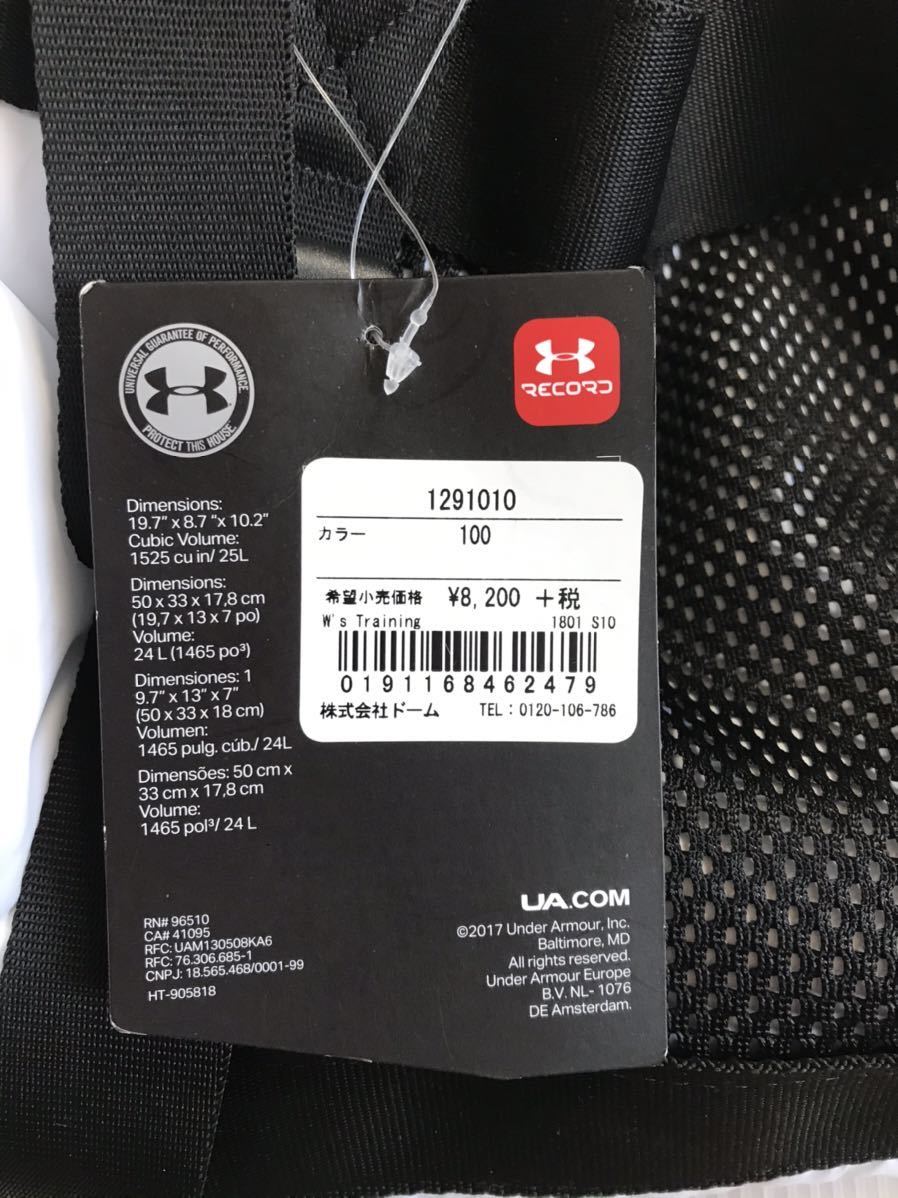 UNIVERSAL GUARANTEE OF PERFORMANCE
PROTECT THIS HOUSE
RECORD
Dimensions:
19.7" x 8.7 "x 10.2"
Cubic Volume:
1525 cu in/ 25L
Dimensions:
50 x 33 x 17,8 cm
(19,7 x 13 x 7 po)
Volume:
24 L (1465 po³)
Dimensiones: 1
9.7" x 13" x 7"
(50 x 33 x 18 cm)
Volumen:
1465 pulg. cúb./ 24L
Dimensões: 50 cm x
33 cm x 17,8 cm
Volume:
1465 pol³/ 24 L
1291010
カラー 100
希望小売価格 ¥8,200 +税
W's Training 1801 S10
0191168462479
株式会社ドーム TEL:0120-106-786
RN# 96510
CA# 41095
RFC: UAM130508KA6
RFC: 76.306.685-1
CNPJ: 18.565.468/0001-99
HT-905818
UA.COM
©2017 Under Armour, Inc.
Baltimore, MD
All rights reserved.
Under Armour Europe
B.V. NL- 1076
DE Amsterdam.